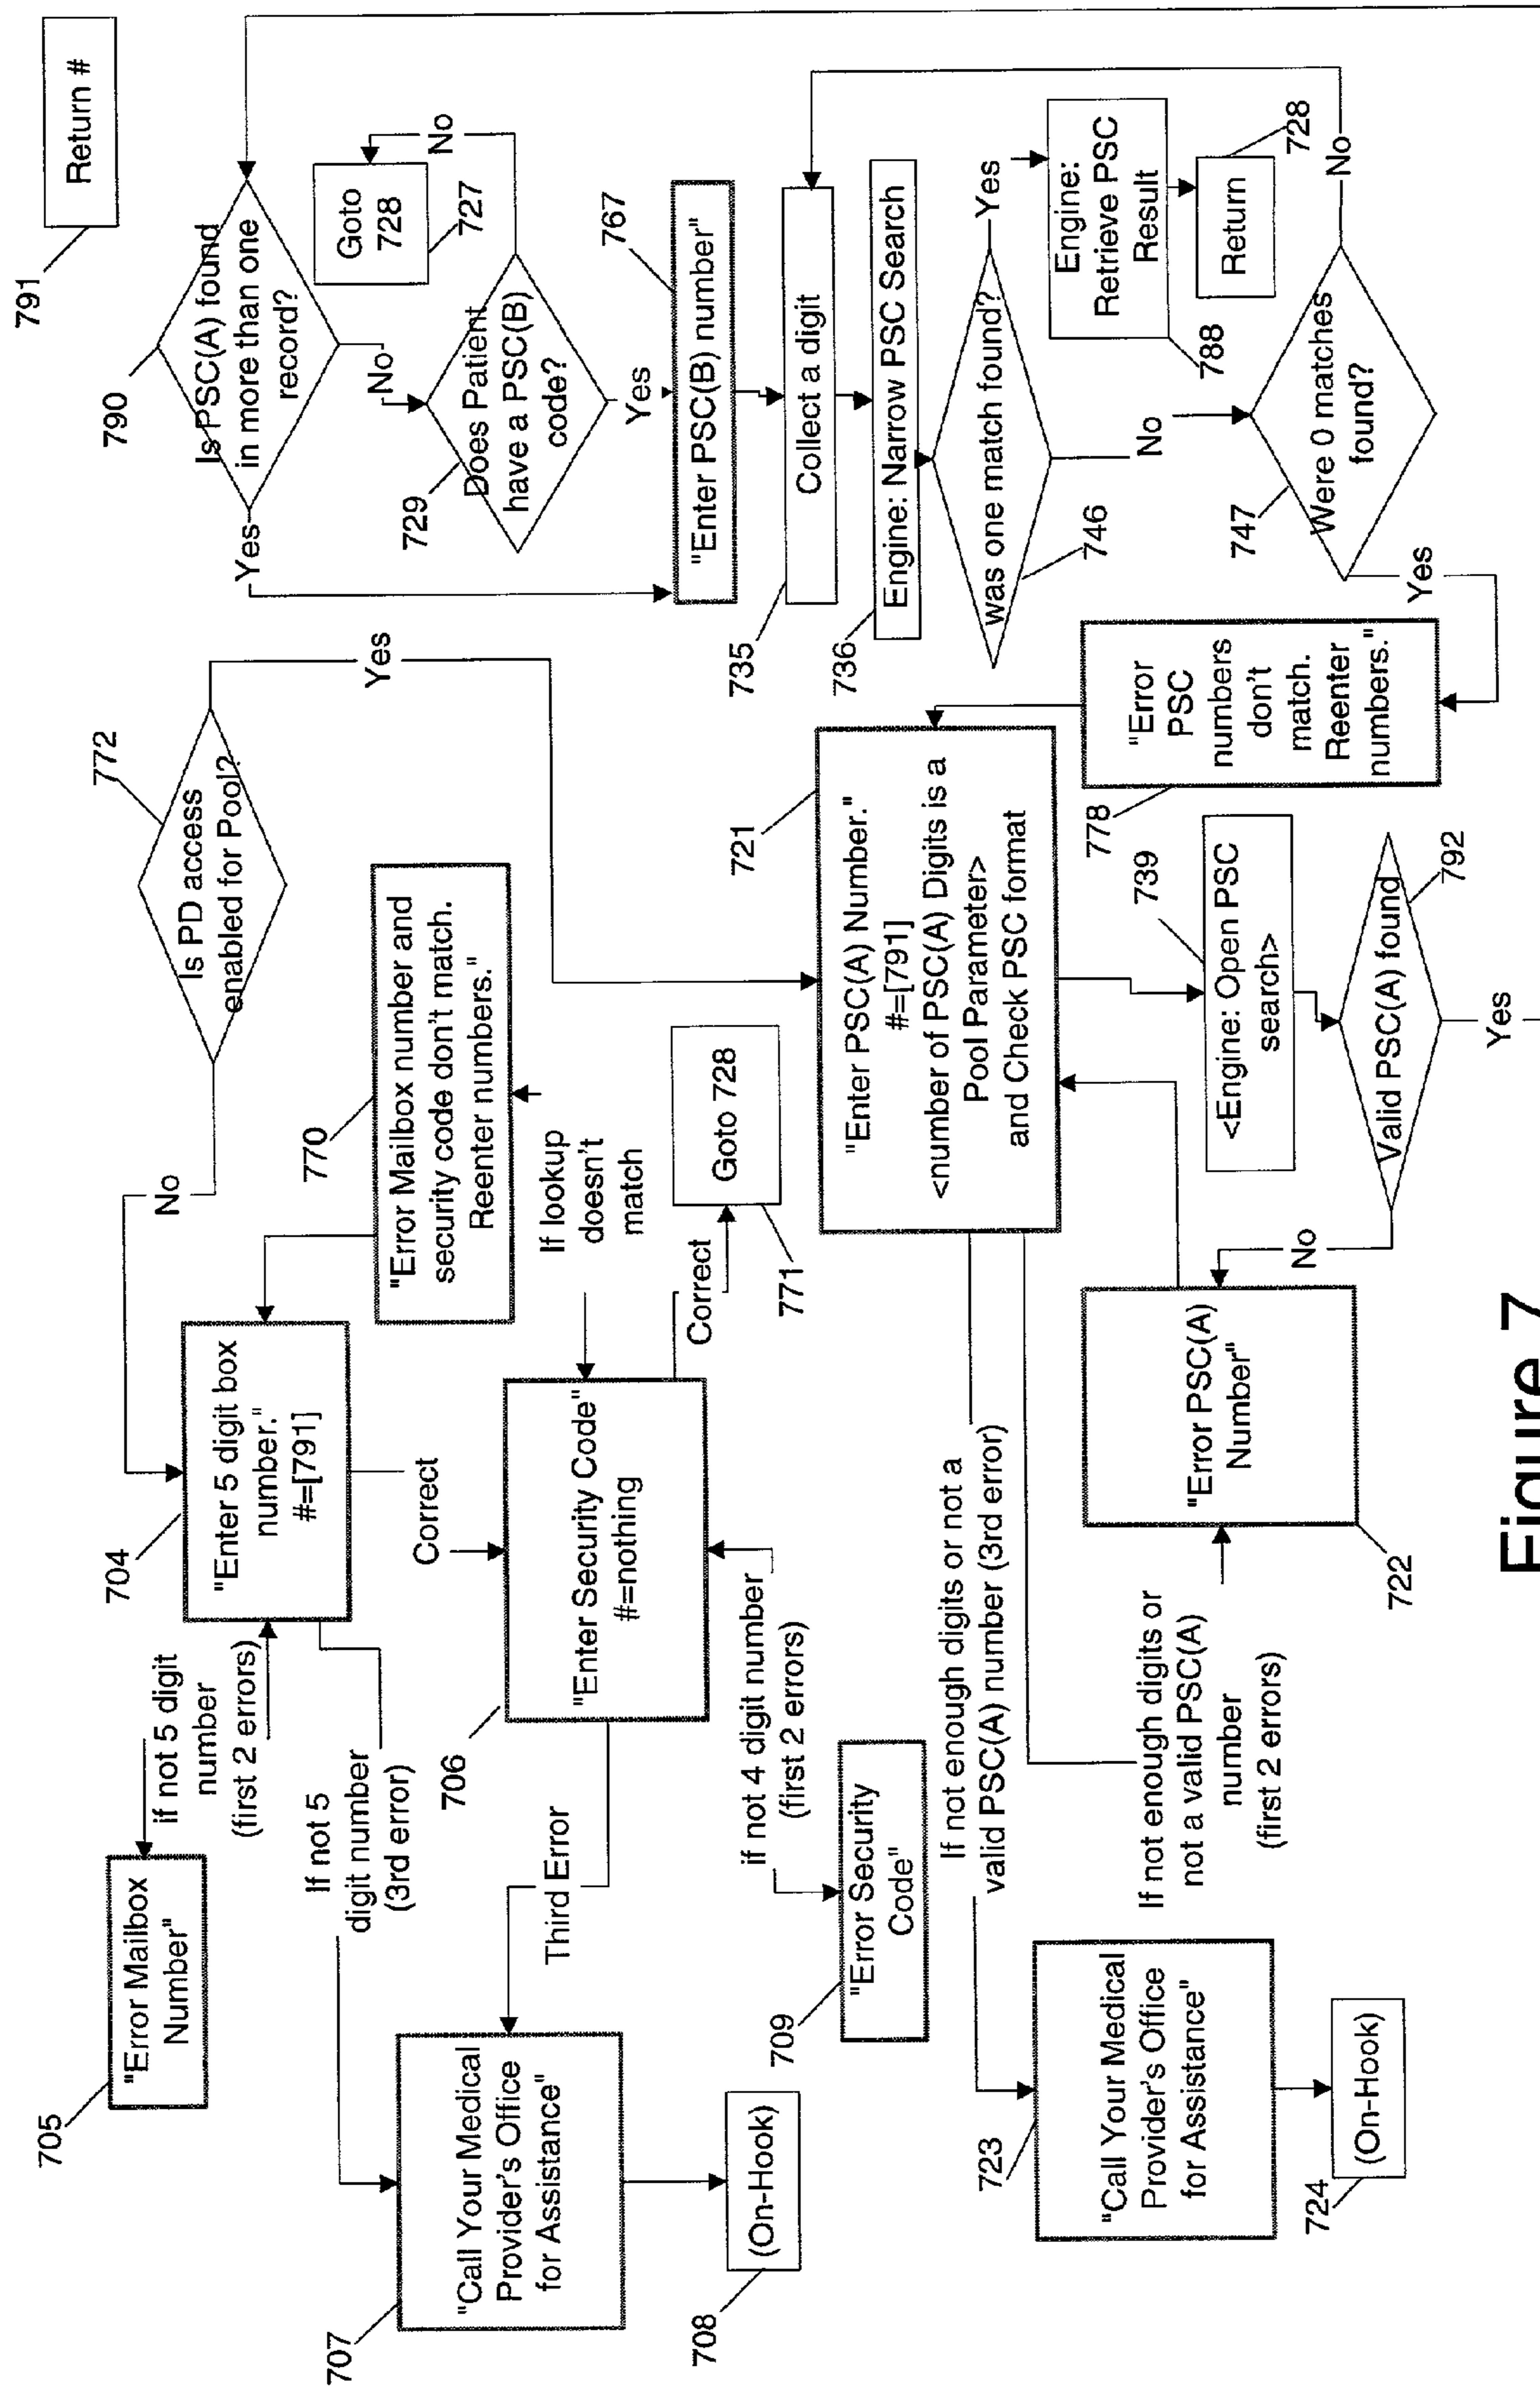 705
"Error Mailbox
Number"
if not 5 digit
number
(first 2 errors)
704
"Enter 5 digit box
number."
#=[791]
No
772
Is PD access
enabled for Pool?
Yes
If not 5
digit number
(3rd error)
707
"Call Your Medical
Provider's Office
for Assistance"
708
(On-Hook)
Third Error
Correct
706
"Enter Security Code"
#=nothing
770
"Error Mailbox number and
security code don't match.
Reenter numbers."
If lookup
doesn't
match
Correct
Goto 728
771
if not 4 digit number
(first 2 errors)
709
"Error Security
Code"
If not enough digits or not a
valid PSC(A) number (3rd error)
723
"Call Your Medical
Provider's Office
for Assistance"
724
(On-Hook)
If not enough digits or
not a valid PSC(A)
number
(first 2 errors)
722
"Error PSC(A)
Number"
721
"Enter PSC(A) Number."
#=[791]
<number of PSC(A) Digits is a
Pool Parameter>
and Check PSC format
739
<Engine: Open PSC
search>
No
Valid PSC(A) found
792
Yes
778
"Error
PSC
numbers
don't
match.
Reenter
numbers."
791
Return #
790
Is PSC(A) found
in more than one
record?
Yes
No
729
Does Patient
have a PSC(B)
code?
No
Goto
728
727
Yes
767
"Enter PSC(B) number"
735
Collect a digit
736
Engine: Narrow PSC Search
was one match found?
746
Yes
Engine:
Retrieve PSC
Result
788
Return
728
No
747
Were 0 matches
found?
No
Yes
Figure 7